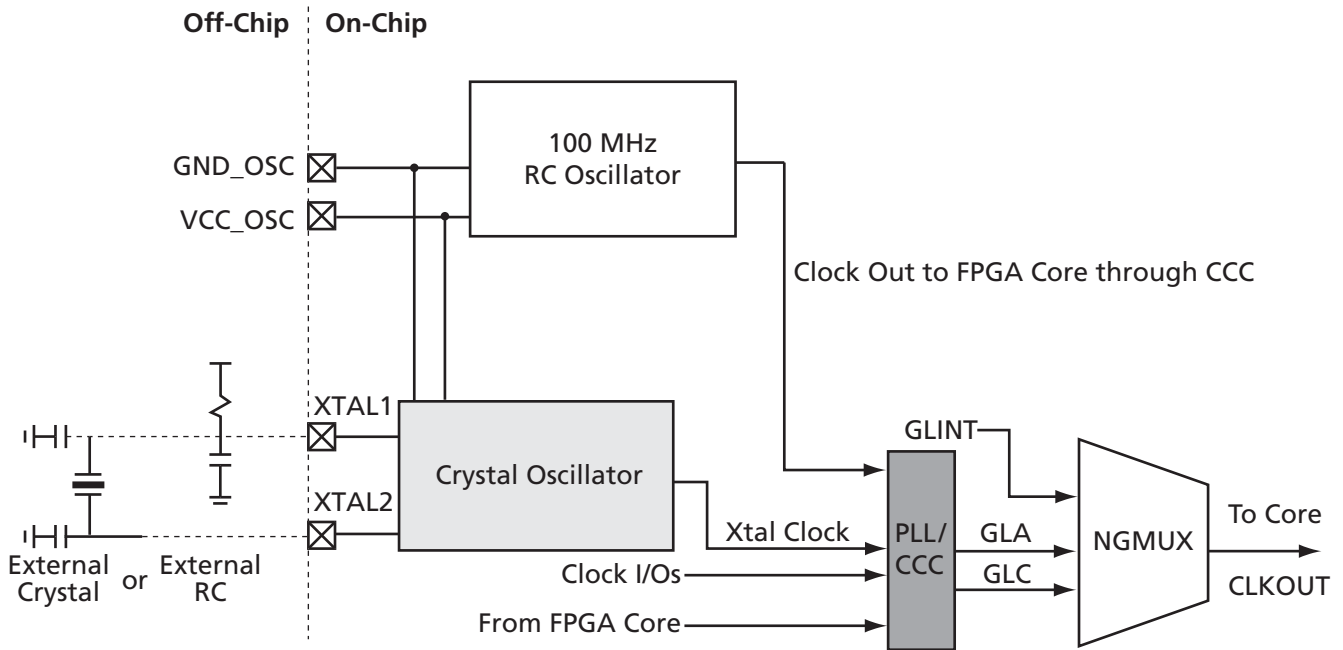 Off-Chip
On-Chip
100 MHz
RC Oscillator
GND_OSC
VCC_OSC
Clock Out to FPGA Core through CCC
XTAL1
GLINT
Crystal Oscillator
XTAL2
Xtal Clock
PLL/
CCC
GLA
NGMUX
To Core
External
Crystal
or
External
RC
Clock I/Os
GLC
CLKOUT
From FPGA Core